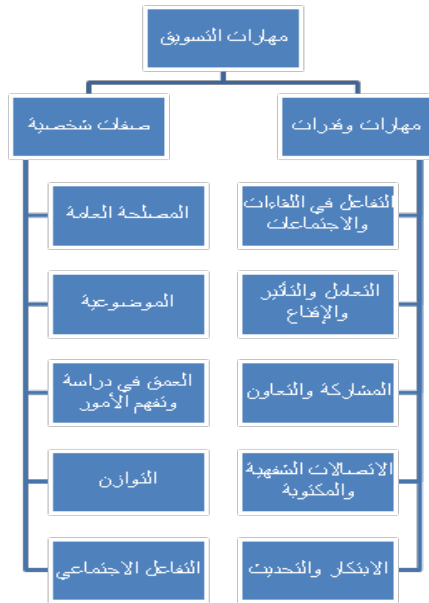 مهارات التسويق
مهارات وقدرات
التفاعل في اللقاءات
والاجتماعات
التعامل والتأثير
والإقناع
المشاركة والتعاون
الاتصالات الشفهية
والمكتوبة
الابتكار والتحديث
صفات شخصية
المصلحة العامة
الموضوعية
العمق في دراسة
وتفهم الأمور
التوازن
التفاعل الاجتماعي